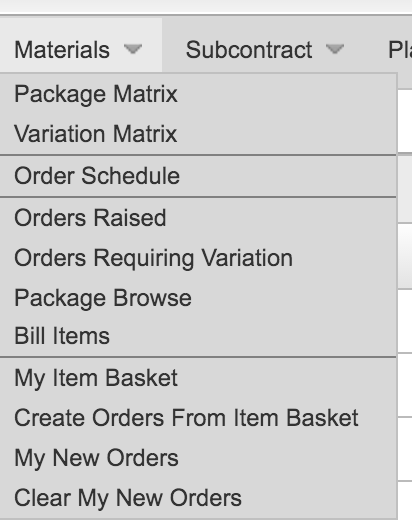 Materials Subcontract Pla
Package Matrix
Variation Matrix
Order Schedule
Orders Raised
Orders Requiring Variation
Package Browse
Bill Items
My Item Basket
Create Orders From Item Basket
My New Orders
Clear My New Orders